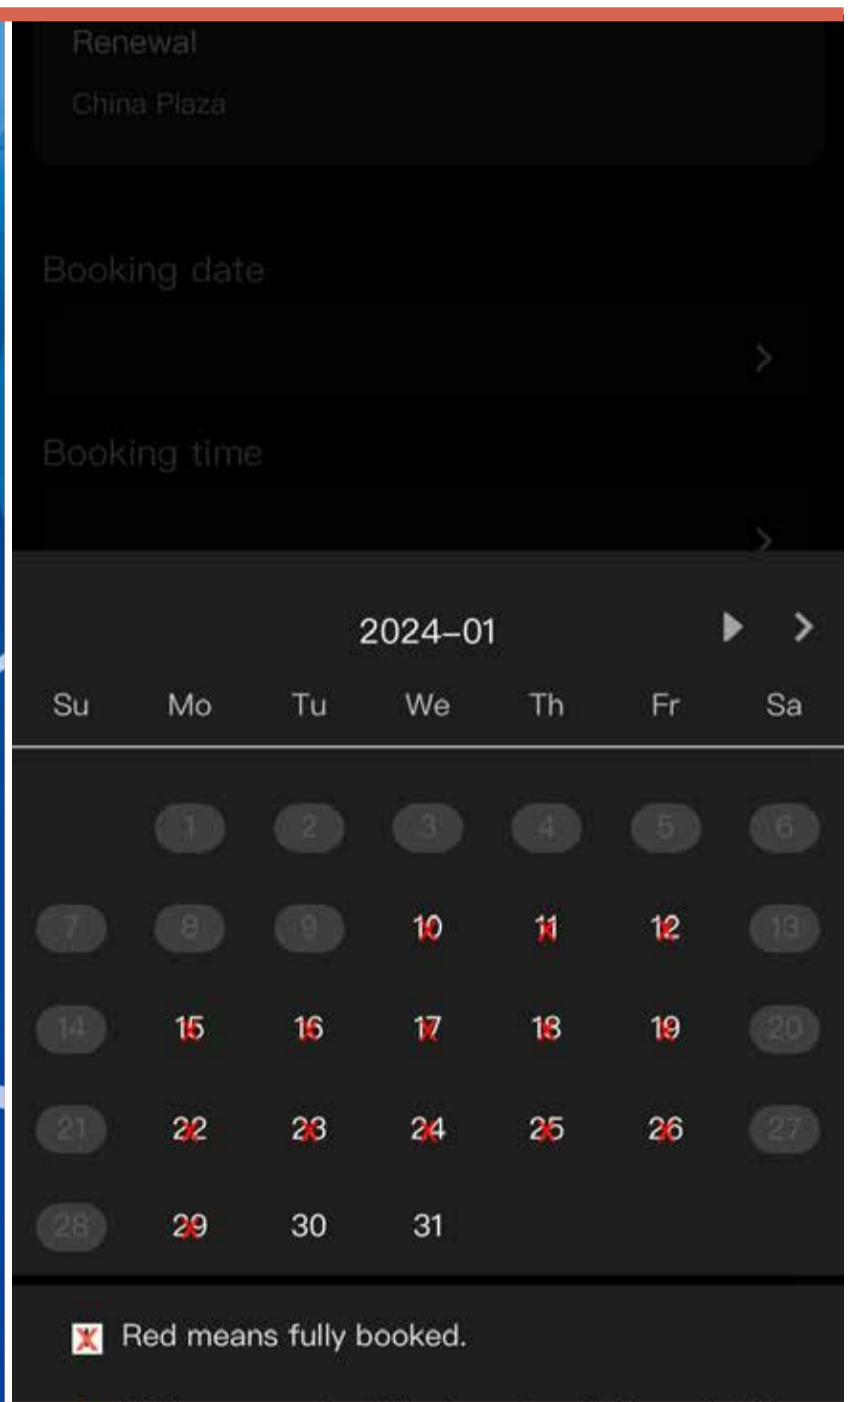 Renewal
China Plaza
Booking date
Booking time
2024–01
Su Mo Tu We Th Fr Sa
1 2 3 4 5 6
7 8 9 10 11 12 13
14 15 16 17 18 19 20
21 22 23 24 25 26 27
28 29 30 31
Red means fully booked.